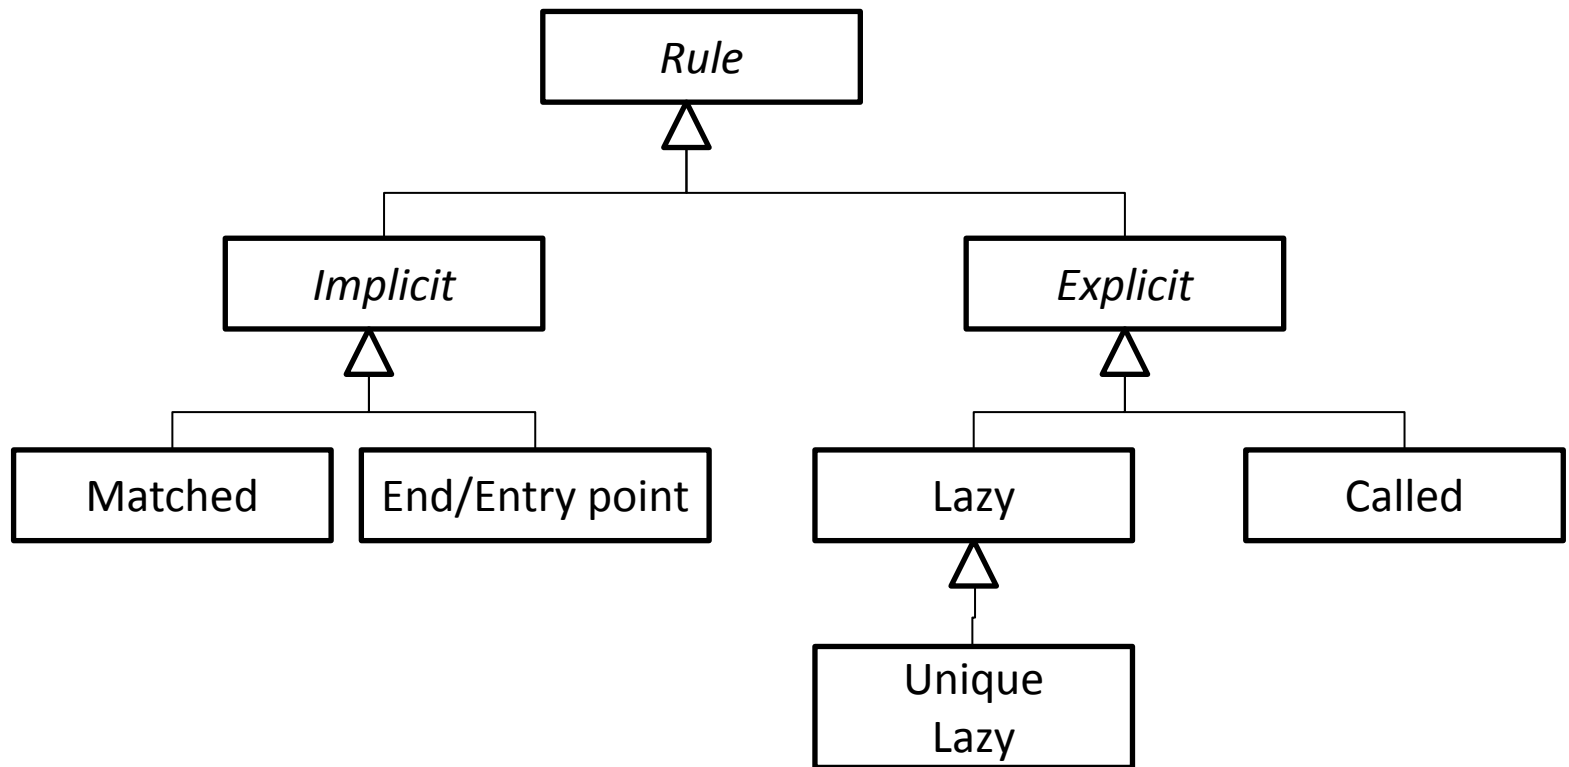 Rule
Implicit
Explicit
Matched
End/Entry point
Lazy
Called
Unique
Lazy